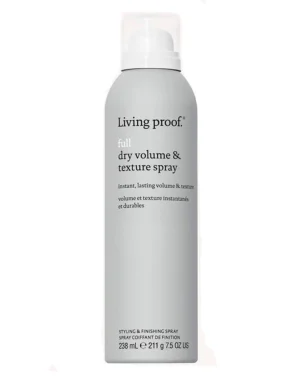 Living proof.®
full
dry volume &
texture spray
instant, lasting volume & texture
volume et texture instantanés
et durables
STYLING & FINISHING SPRAY
SPRAY COIFFANT DE FINITION
238 mL ℮ 211 g 7.5 OZ US